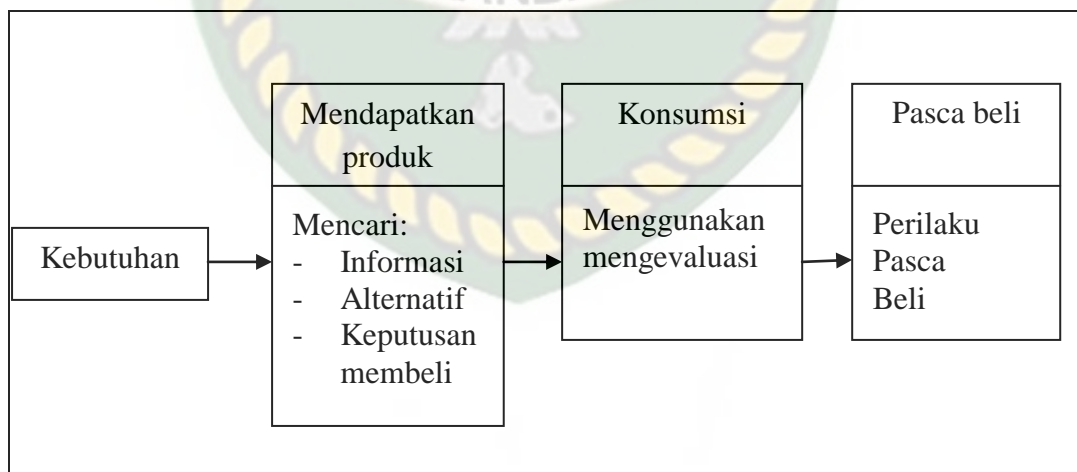 Kebutuhan
Mendapatkan
produk
Mencari:
- Informasi
- Alternatif
- Keputusan
membeli
Konsumsi
Menggunakan
mengevaluasi
Pasca beli
Perilaku
Pasca
Beli